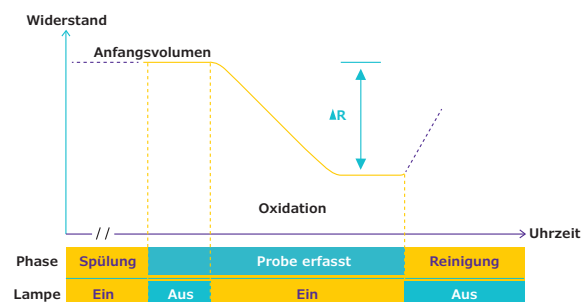 Widerstand
Anfangsvolumen
ΔR
Oxidation
Uhrzeit
Phase Spülung Probe erfasst Reinigung
Lampe Ein Aus Ein Aus